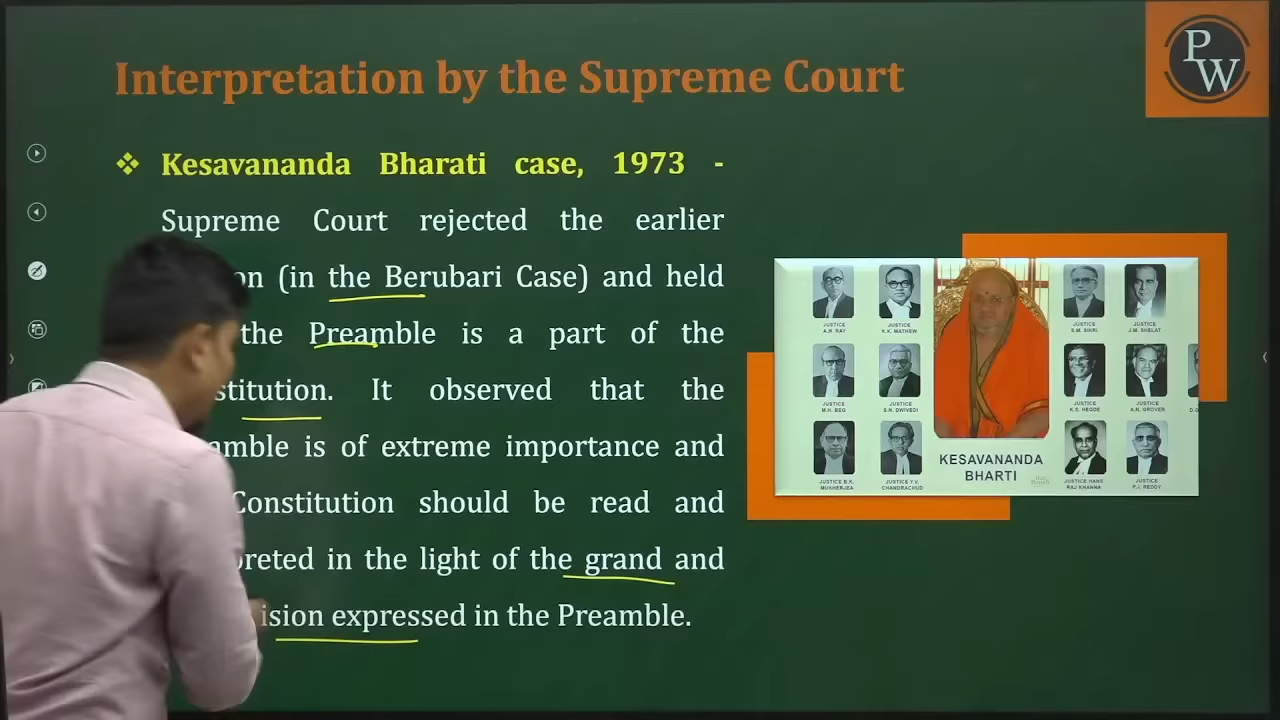 Interpretation by the Supreme Court
PW
❖ Kesavananda Bharati case, 1973 -
Supreme Court rejected the earlier
on (in the Berubari Case) and held
the Preamble is a part of the
stitution. It observed that the
amble is of extreme importance and
Constitution should be read and
preted in the light of the grand and
ision expressed in the Preamble.
JUSTICE A.N. RAY
JUSTICE K.K. MATHEW
JUSTICE S.M. SIKRI
JUSTICE J.M. SHELAT
JUSTICE M.H. BEG
JUSTICE S.N. DWIVEDI
JUSTICE K.S. HEGDE
JUSTICE A.N. GROVER
JUSTICE B.K. MUKHERJEA
JUSTICE Y.V. CHANDRACHUD
KESAVANANDA
BHARTI
JUSTICE HANS RAJ KHANNA
JUSTICE P.J. REDDY